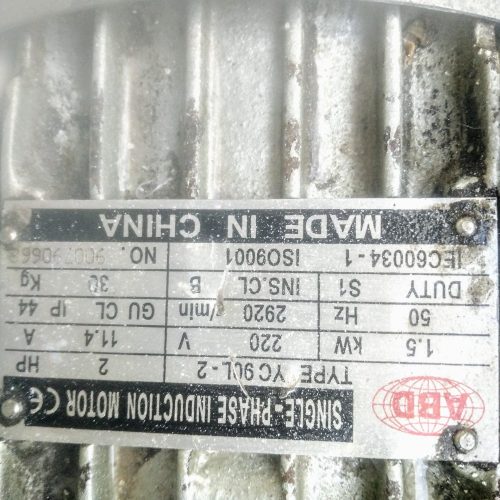 ABD
SINGLE-PHASE INDUCTION MOTOR CE
TYPE YC90L-2 2 HP
1.5 kW 220 V 11.4 A
50 Hz 2920 r/min GU CL IP 44
DUTY S1 INS.CL B 30 Kg
IEC60034-1 ISO9001 NO.
MADE IN CHINA